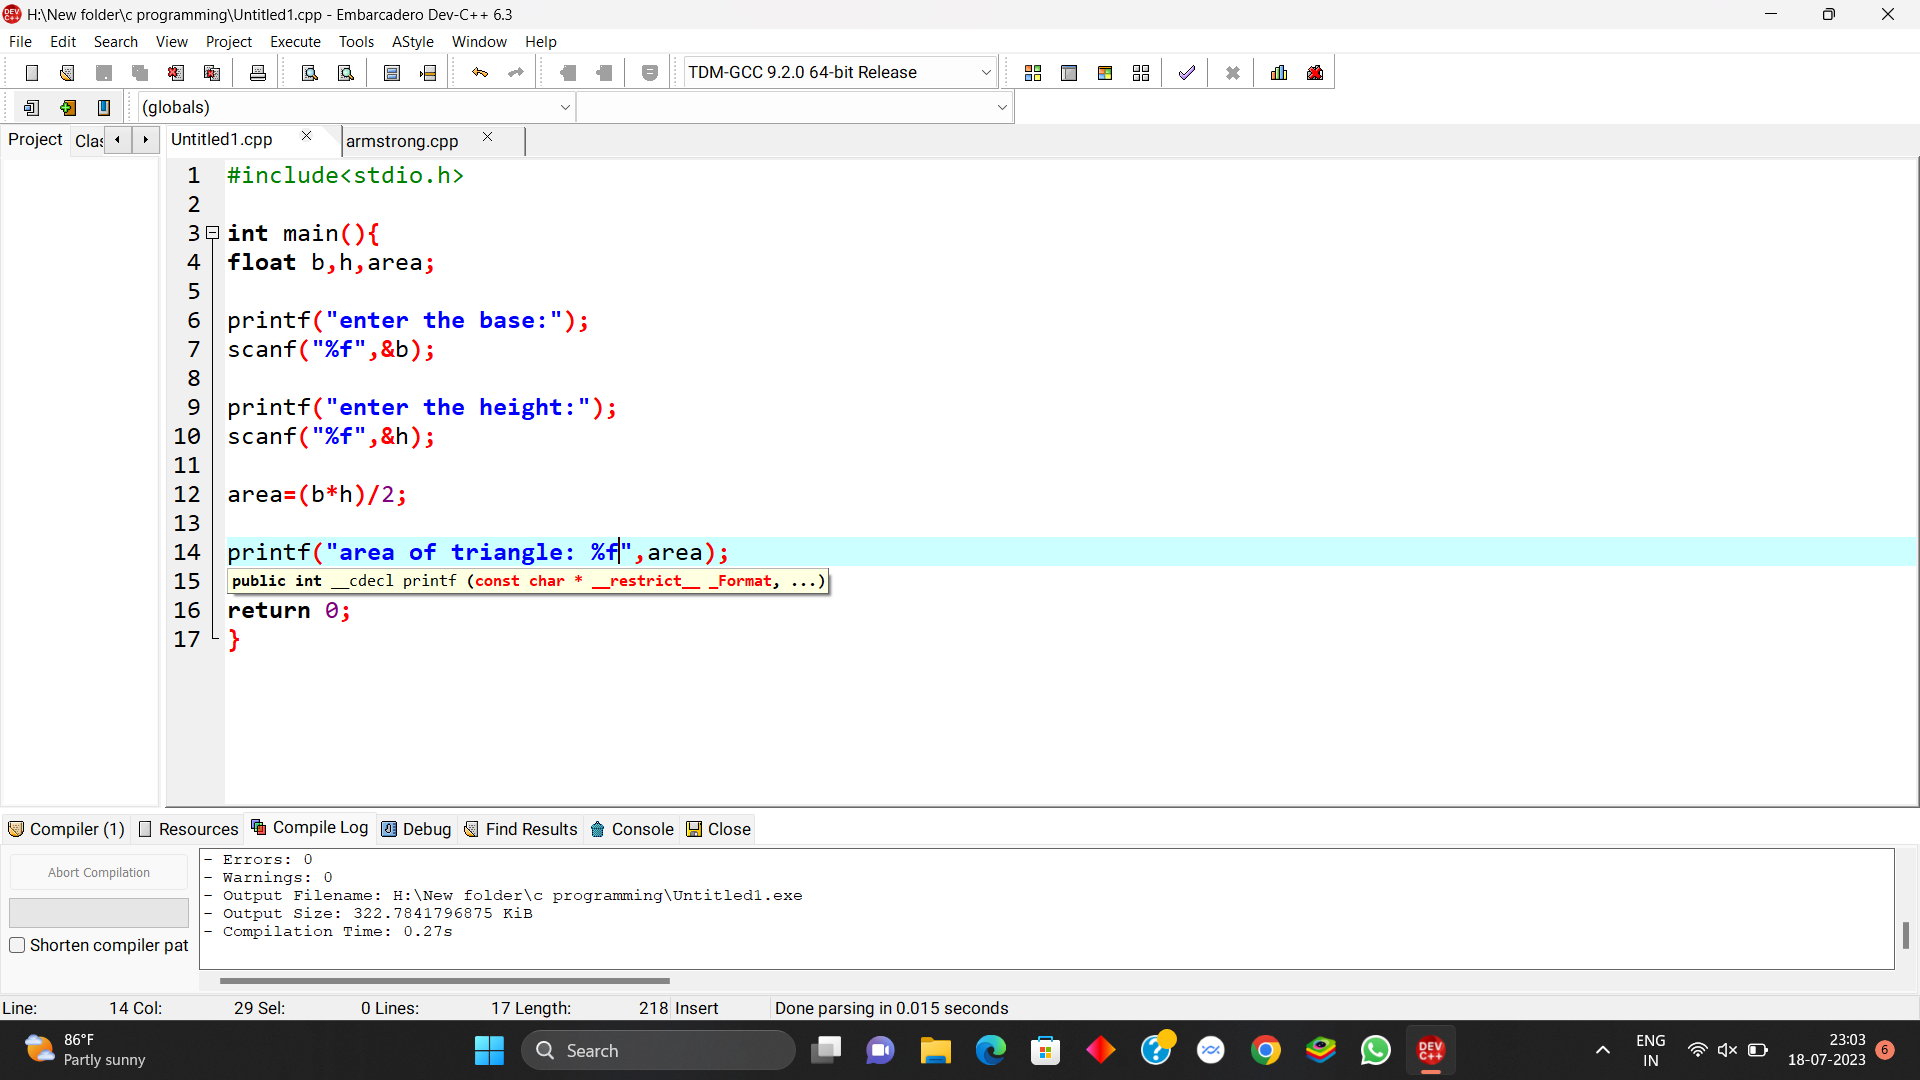 H:\New folder\c programming\Untitled1.cpp - Embarcadero Dev-C++ 6.3
File Edit Search View Project Execute Tools AStyle Window Help
TDM-GCC 9.2.0 64-bit Release
(globals)
Project Clas Untitled1.cpp armstrong.cpp
1 #include<stdio.h>
2
3 int main(){
4 float b,h,area;
5
6 printf("enter the base:");
7 scanf("%f",&b);
8
9 printf("enter the height:");
10 scanf("%f",&h);
11
12 area=(b*h)/2;
13
14 printf("area of triangle: %f",area);
15 public int __cdecl printf (const char * __restrict__ _Format, ...)
16 return 0;
17 }
Compiler (1) Resources Compile Log Debug Find Results Console Close
Abort Compilation
Shorten compiler pat
- Errors: 0
- Warnings: 0
- Output Filename: H:\New folder\c programming\Untitled1.exe
- Output Size: 322.7841796875 KiB
- Compilation Time: 0.27s
Line: 14 Col: 29 Sel: 0 Lines: 17 Length: 218 Insert Done parsing in 0.015 seconds
86°F
Partly sunny
Search
DEV
C++
ENG
IN
23:03
18-07-2023
6